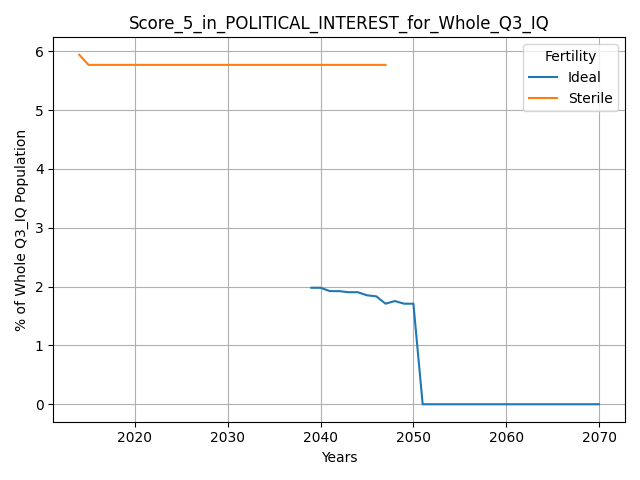 Score_5_in_POLITICAL_INTEREST_for_Whole_Q3_IQ
Fertility
Ideal
Sterile
% of Whole Q3_IQ Population
6
5
4
3
2
1
0
2020 2030 2040 2050 2060 2070
Years